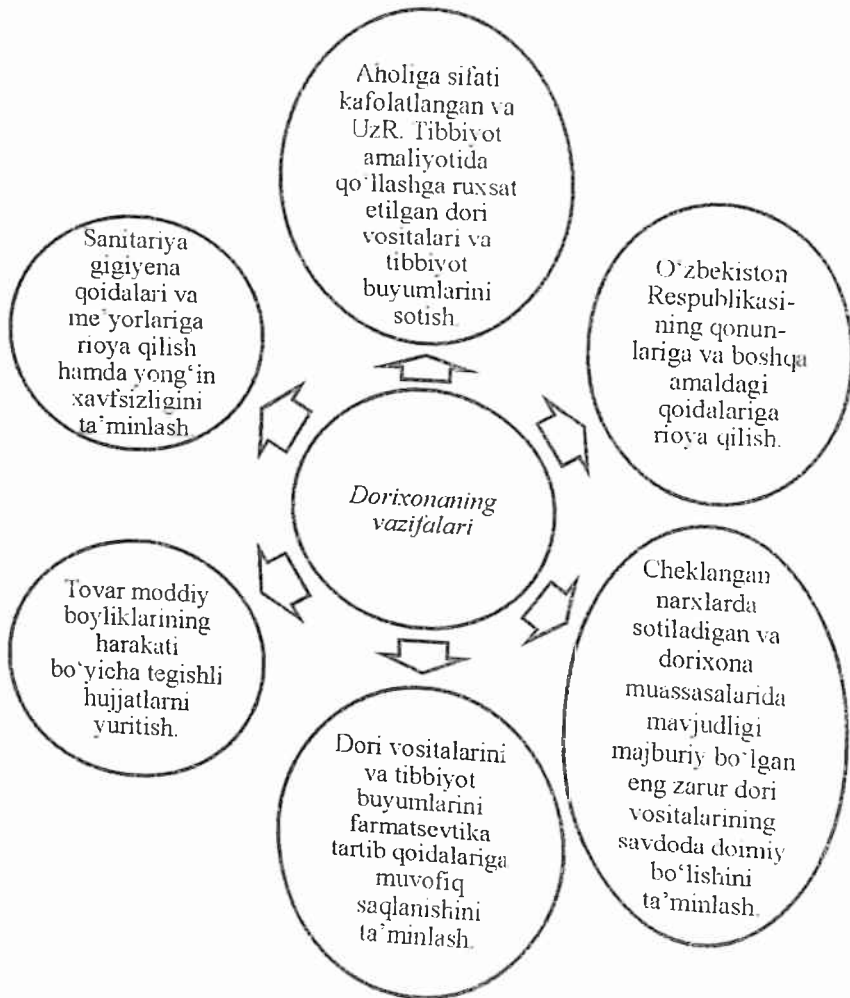 Aholiga sifati
kafolatlangan va
UzR. Tibbiyot
amaliyotida
qo‘llashga ruxsat
etilgan dori
vositalari va
tibbiyot
buyumlarini
sotish.
Sanitariya
gigiyena
qoidalari va
me’yorlariga
rioya qilish
hamda yong‘in
xavfsizligini
ta’minlash.
O‘zbekiston
Respublikasi-
ning qonun-
lariga va boshqa
amaldagi
qoidalariga
rioya qilish.
Dorixonaning
vazifalari
Tovar moddiy
boyliklarining
harakati
bo‘yicha tegishli
hujjatlarni
yuritish.
Cheklangan
narxlarda
sotiladigan va
dorixona
muassasalarida
mavjudligi
majburiy bo‘lgan
eng zarur dori
vositalarining
savdoda doimiy
bo‘lishini
ta’minlash.
Dori vositalarini
va tibbiyot
buyumlarini
farmatsevtika
tartib qoidalariga
muvofiq
saqlanishini
ta’minlash.